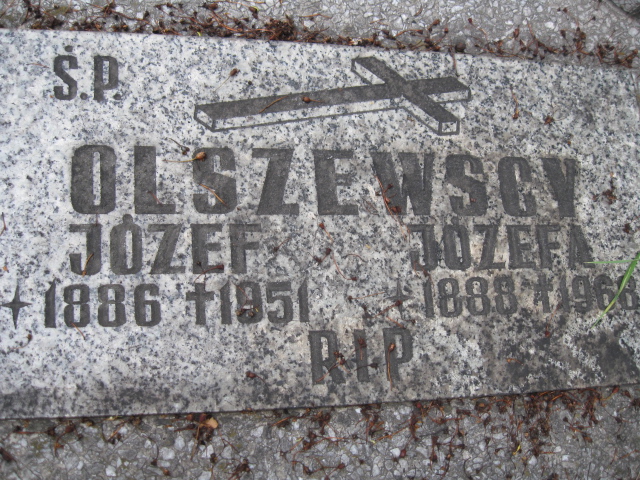 Ś.P.
OLSZEWSCY
JÓZEF JÓZEFA
1886 †1951 1888 †
RIP